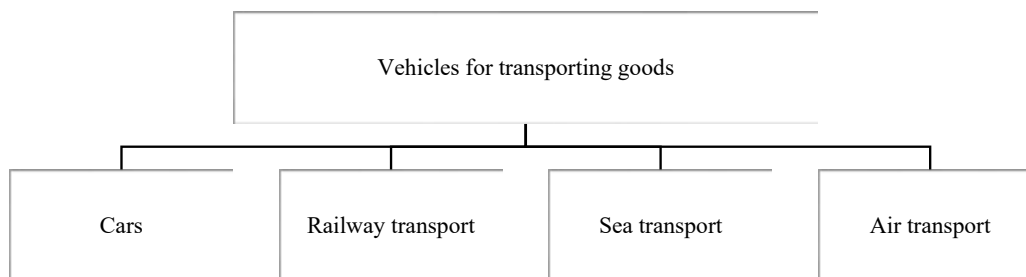 Vehicles for transporting goods
Cars
Railway transport
Sea transport
Air transport